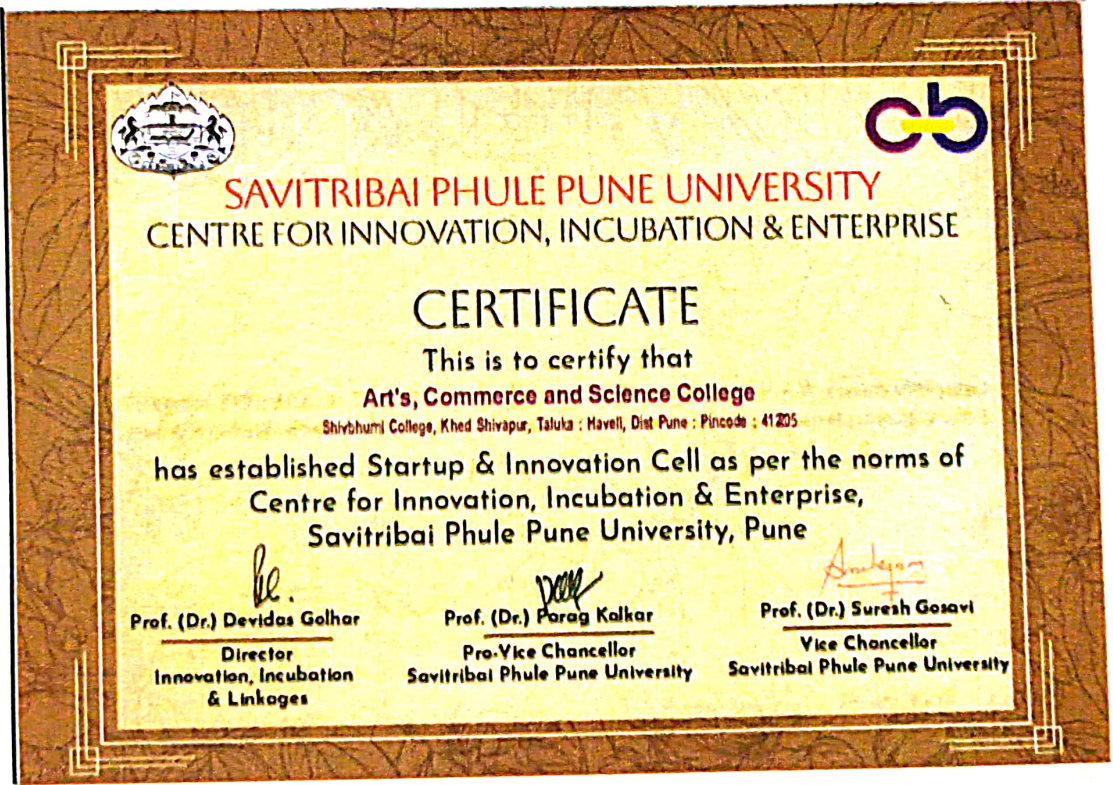 SAVITRIBAI PHULE PUNE UNIVERSITY
CENTRE FOR INNOVATION, INCUBATION & ENTERPRISE
CERTIFICATE
This is to certify that
Art's, Commerce and Science College
Shivbhumi College, Khed Shivapur, Taluka : Haveli, Dist Pune : Pincode : 41205
has established Startup & Innovation Cell as per the norms of
Centre for Innovation, Incubation & Enterprise,
Savitribai Phule Pune University, Pune
Prof. (Dr.) Devidas Golhar
Director
Innovation, Incubation
& Linkages
Prof. (Dr.) Parag Kalkar
Pro-Vice Chancellor
Savitribai Phule Pune University
Prof. (Dr.) Suresh Gosavi
Vice Chancellor
Savitribai Phule Pune University